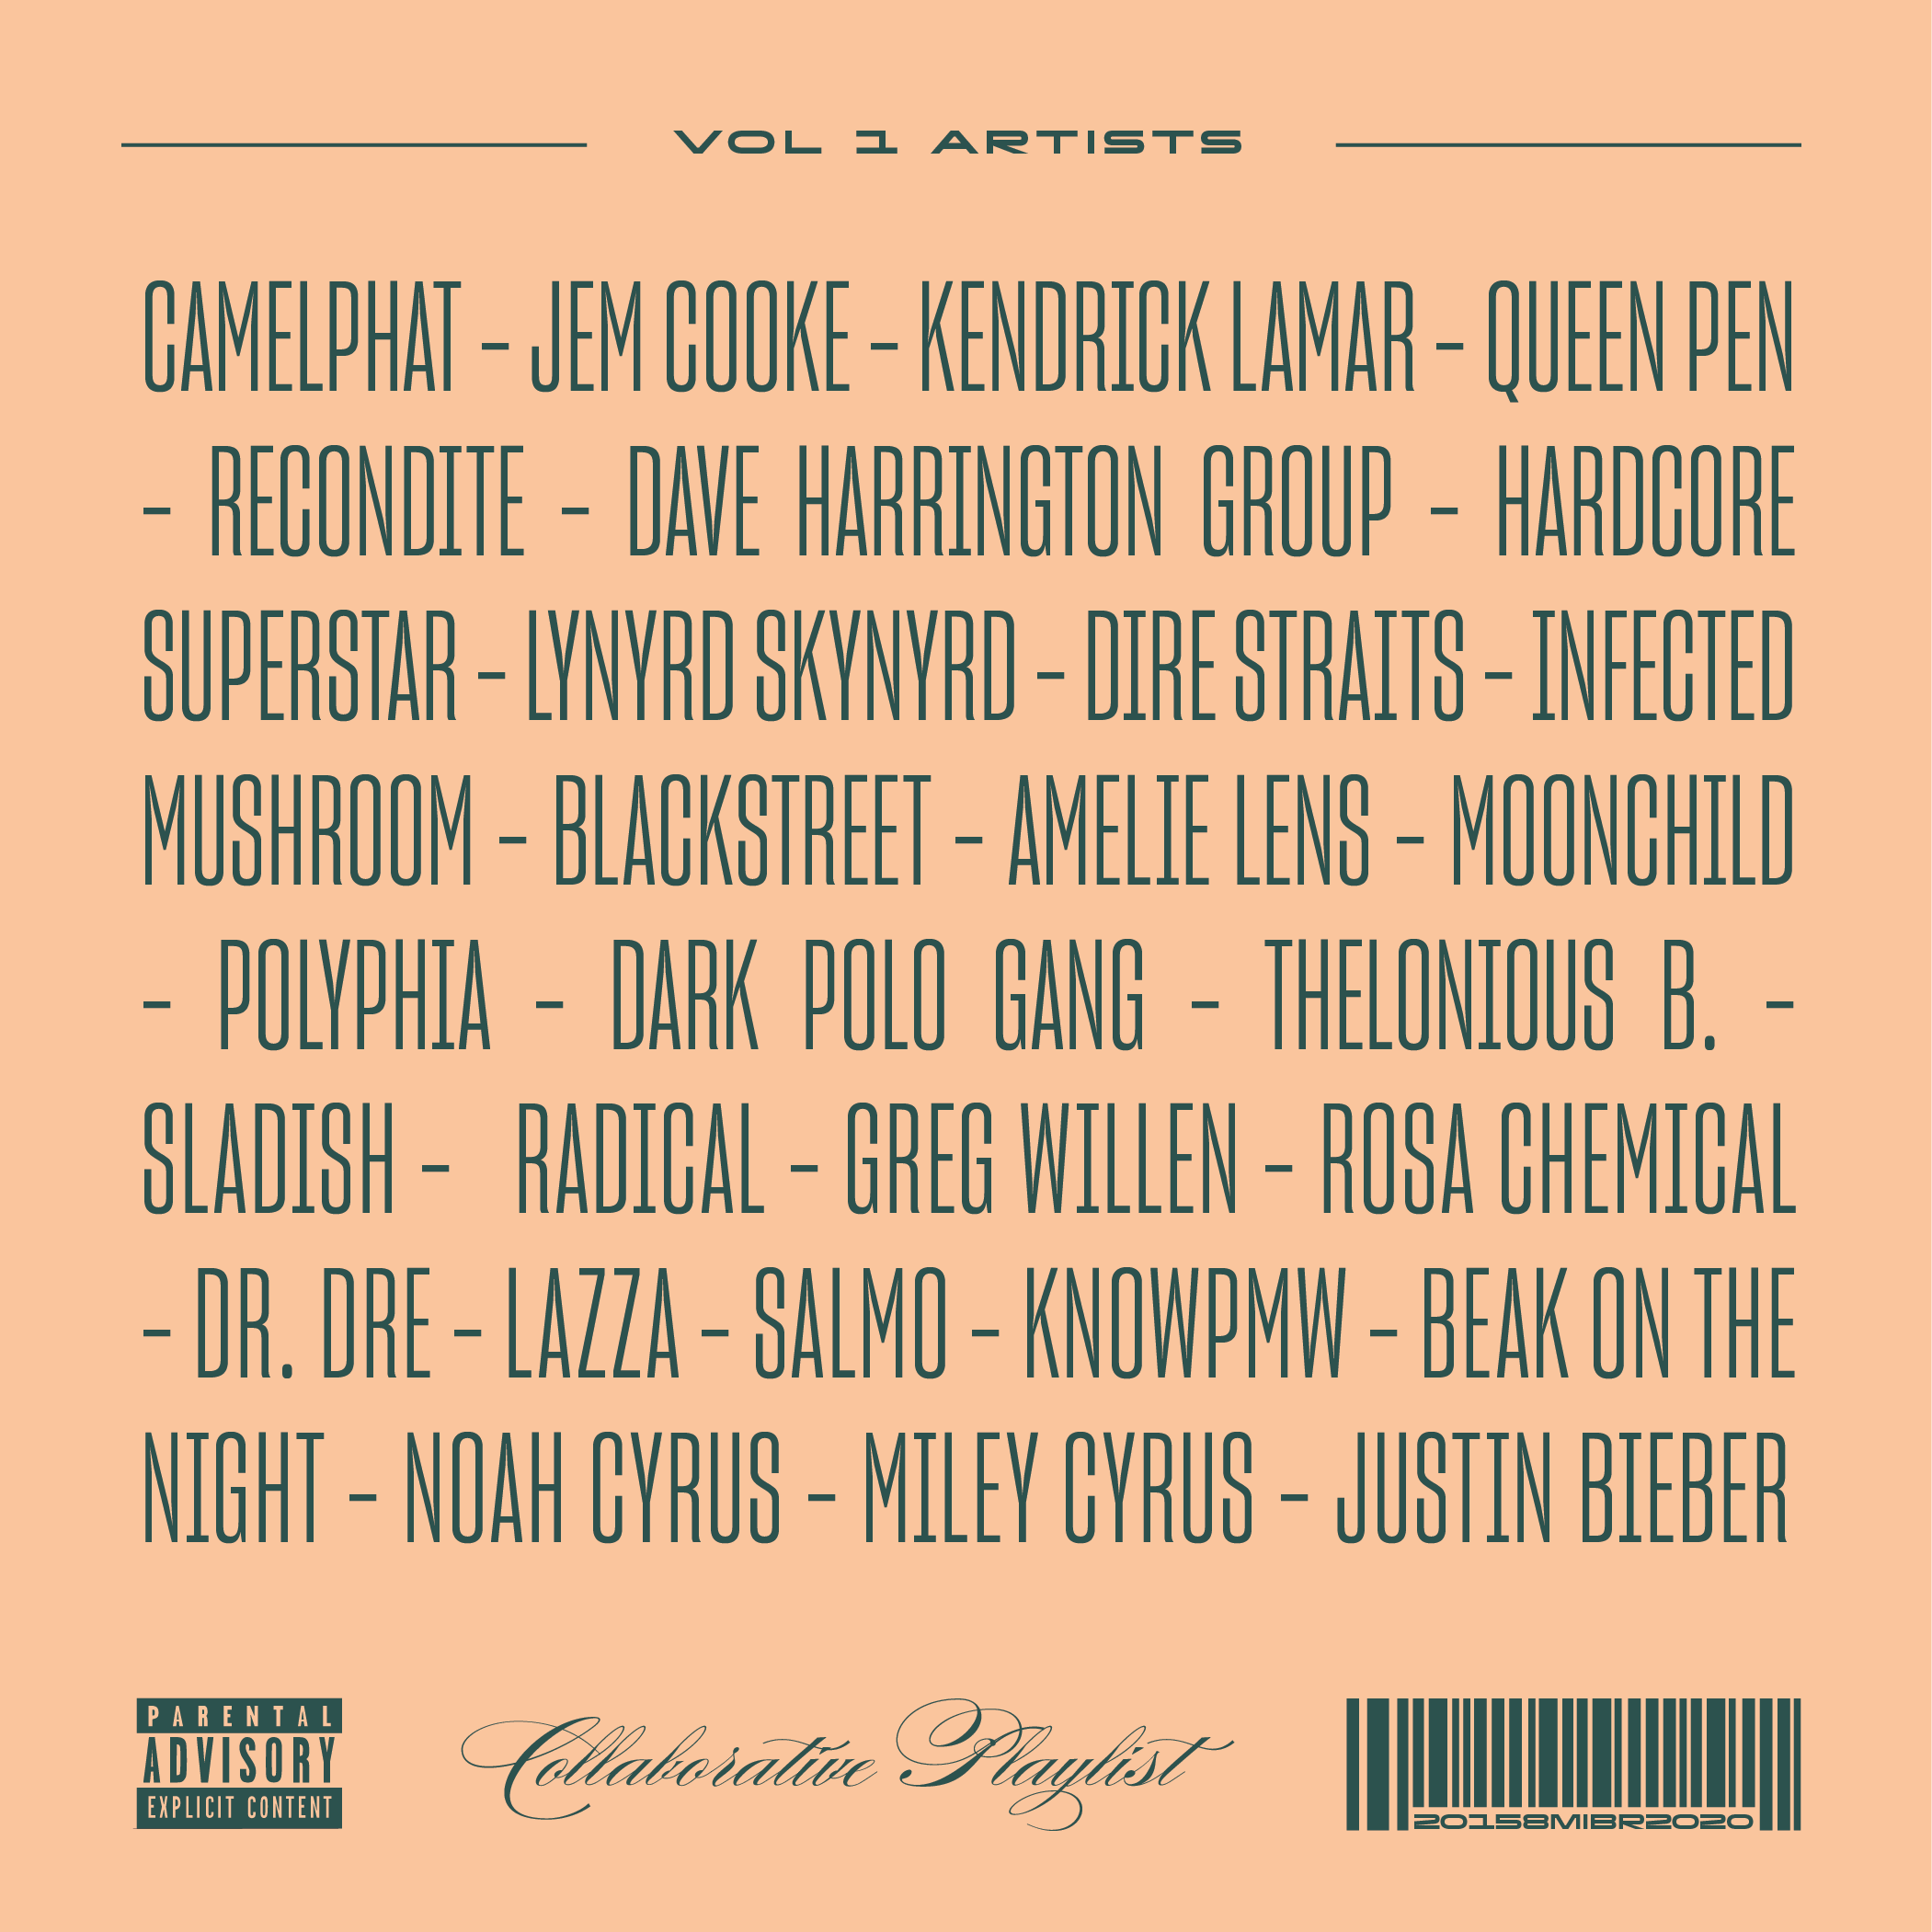 VOL 1 ARTISTS
CAMELPHAT - JEM COOKE - KENDRICK LAMAR - QUEEN PEN
- RECONDITE - DAVE HARRINGTON GROUP - HARDCORE
SUPERSTAR - LYNYRD SKYNYRD - DIRE STRAITS - INFECTED
MUSHROOM - BLACKSTREET - AMELIE LENS - MOONCHILD
- POLYPHIA - DARK POLO GANG - THELONIOUS B. -
SLADISH - RADICAL - GREG WILLEN - ROSA CHEMICAL
- DR. DRE - LAZZA - SALMO - KNOWPMW - BEAK ON THE
NIGHT - NOAH CYRUS - MILEY CYRUS - JUSTIN BIEBER
PARENTAL
ADVISORY
EXPLICIT CONTENT
Collaborative Playlist
20158MIBR2020